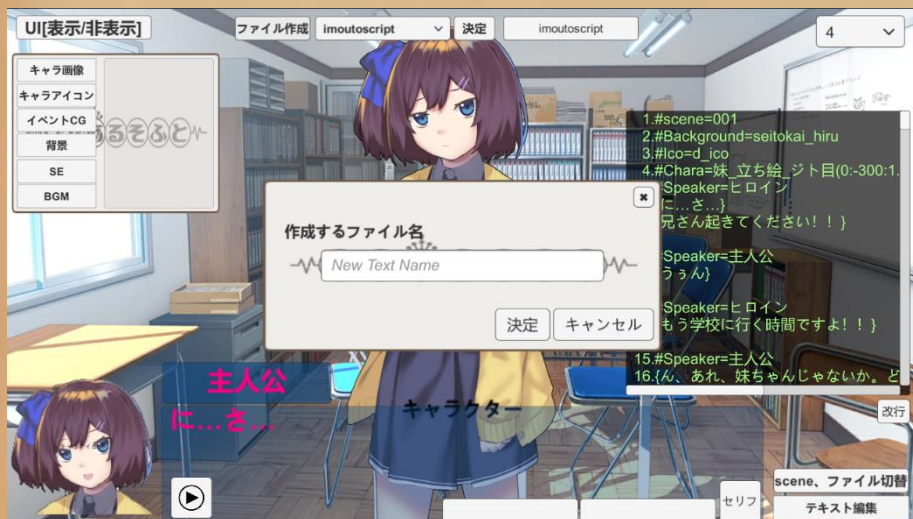 UI[表示/非表示]
ファイル作成
imoutoscript
決定
imoutoscript
4
キャラ画像
キャラアイコン
イベントCG
背景
SE
BGM
るそふと
1.#scene=001
2.#Background=seitokai_hiru
3.#Ico=d_ico
4.#Chara=妹_立ち絵_ジト目(0:-300:1.
Speaker=ヒロイン
に…さ…}
兄さん起きてください！！}
Speaker=主人公
うぅん}
Speaker=ヒロイン
もう学校に行く時間ですよ！！}
15.#Speaker=主人公
16.{ん、あれ、妹ちゃんじゃないか。ど
作成するファイル名
New Text Name
決定
キャンセル
主人公
に…さ…
キャラクター
改行
セリフ
scene、ファイル切替
テキスト編集